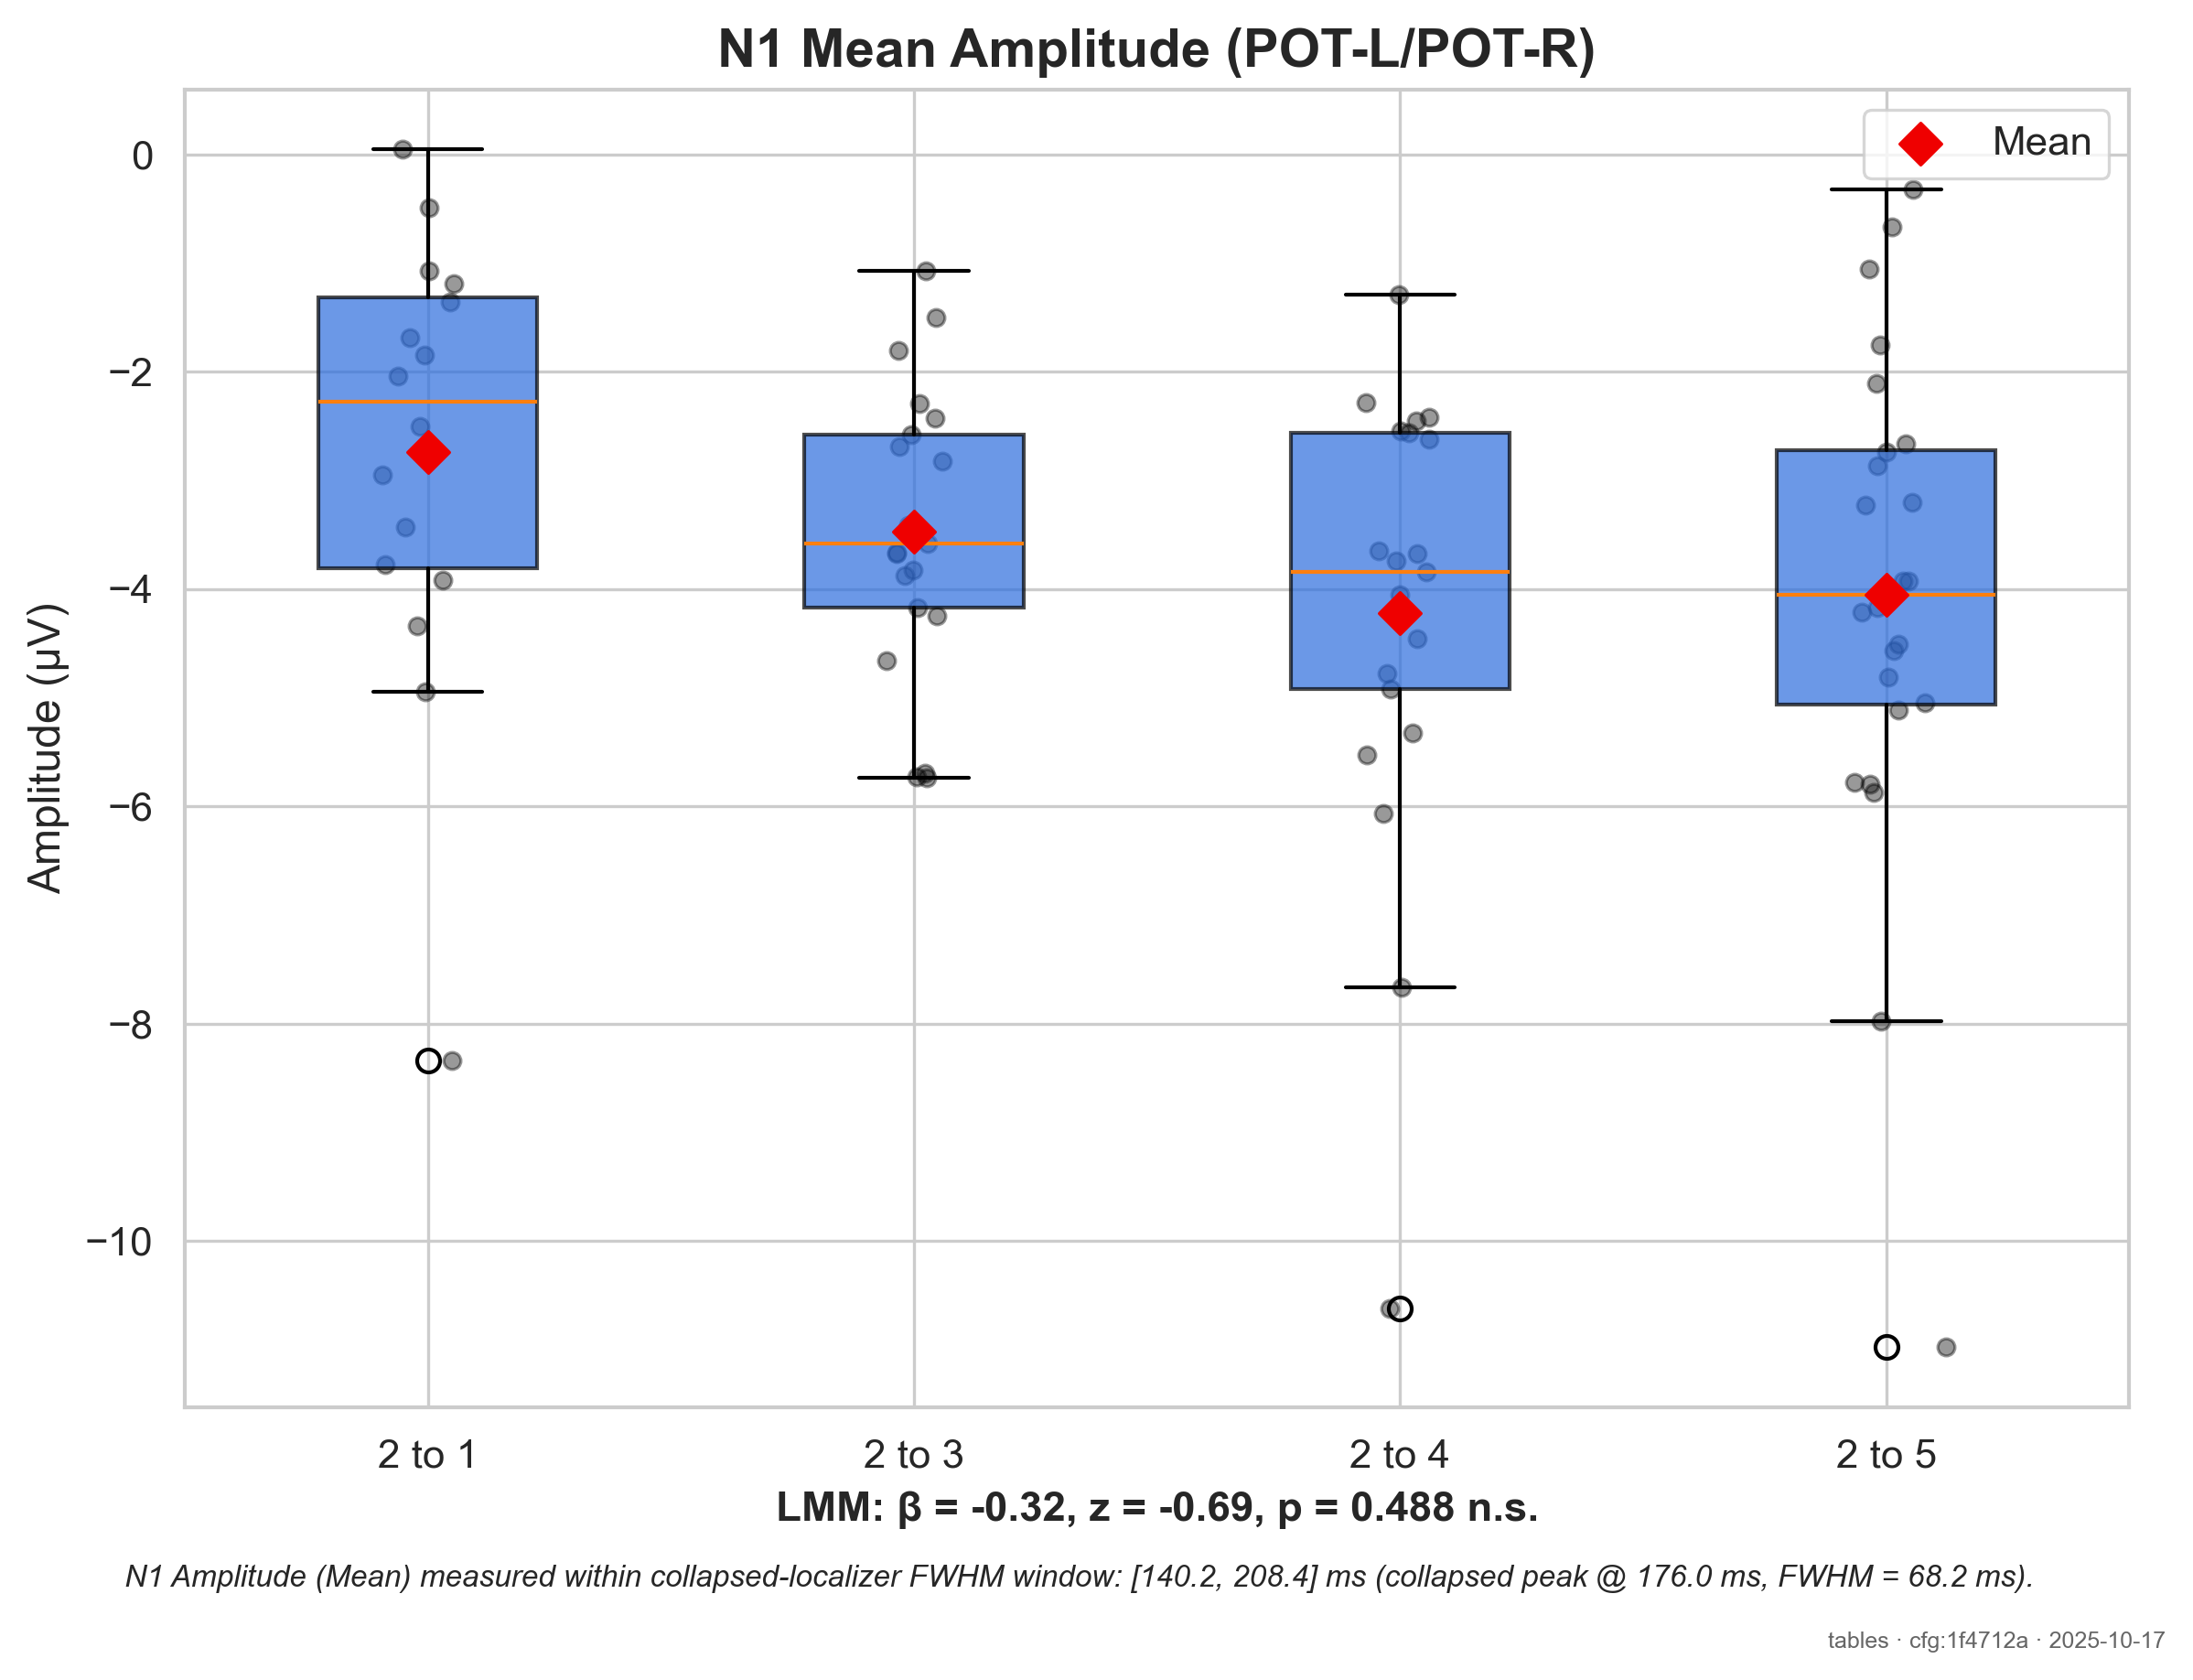 N1 Mean Amplitude (POT-L/POT-R)
Mean
Amplitude (µV)
0
−2
−4
−6
−8
−10
2 to 1
2 to 3
2 to 4
2 to 5
LMM: β = -0.32, z = -0.69, p = 0.488 n.s.
N1 Amplitude (Mean) measured within collapsed-localizer FWHM window: [140.2, 208.4] ms (collapsed peak @ 176.0 ms, FWHM = 68.2 ms).
tables · cfg:1f4712a · 2025-10-17